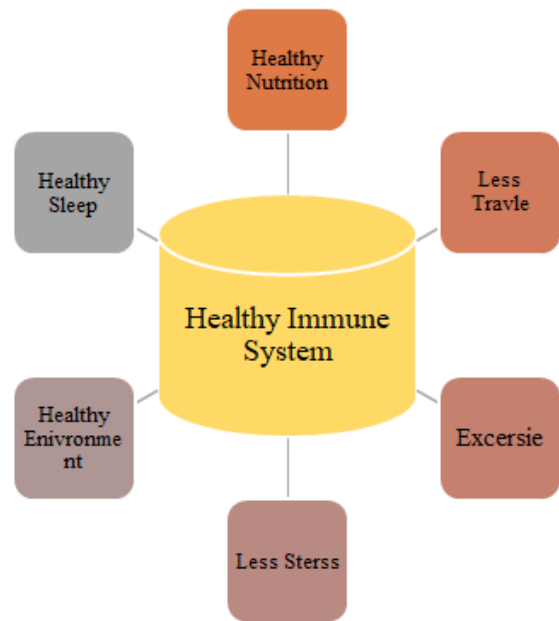 Healthy
Nutrition
Healthy
Sleep
Less
Travle
Healthy Immune
System
Healthy
Enivronme
nt
Excersie
Less Sterss